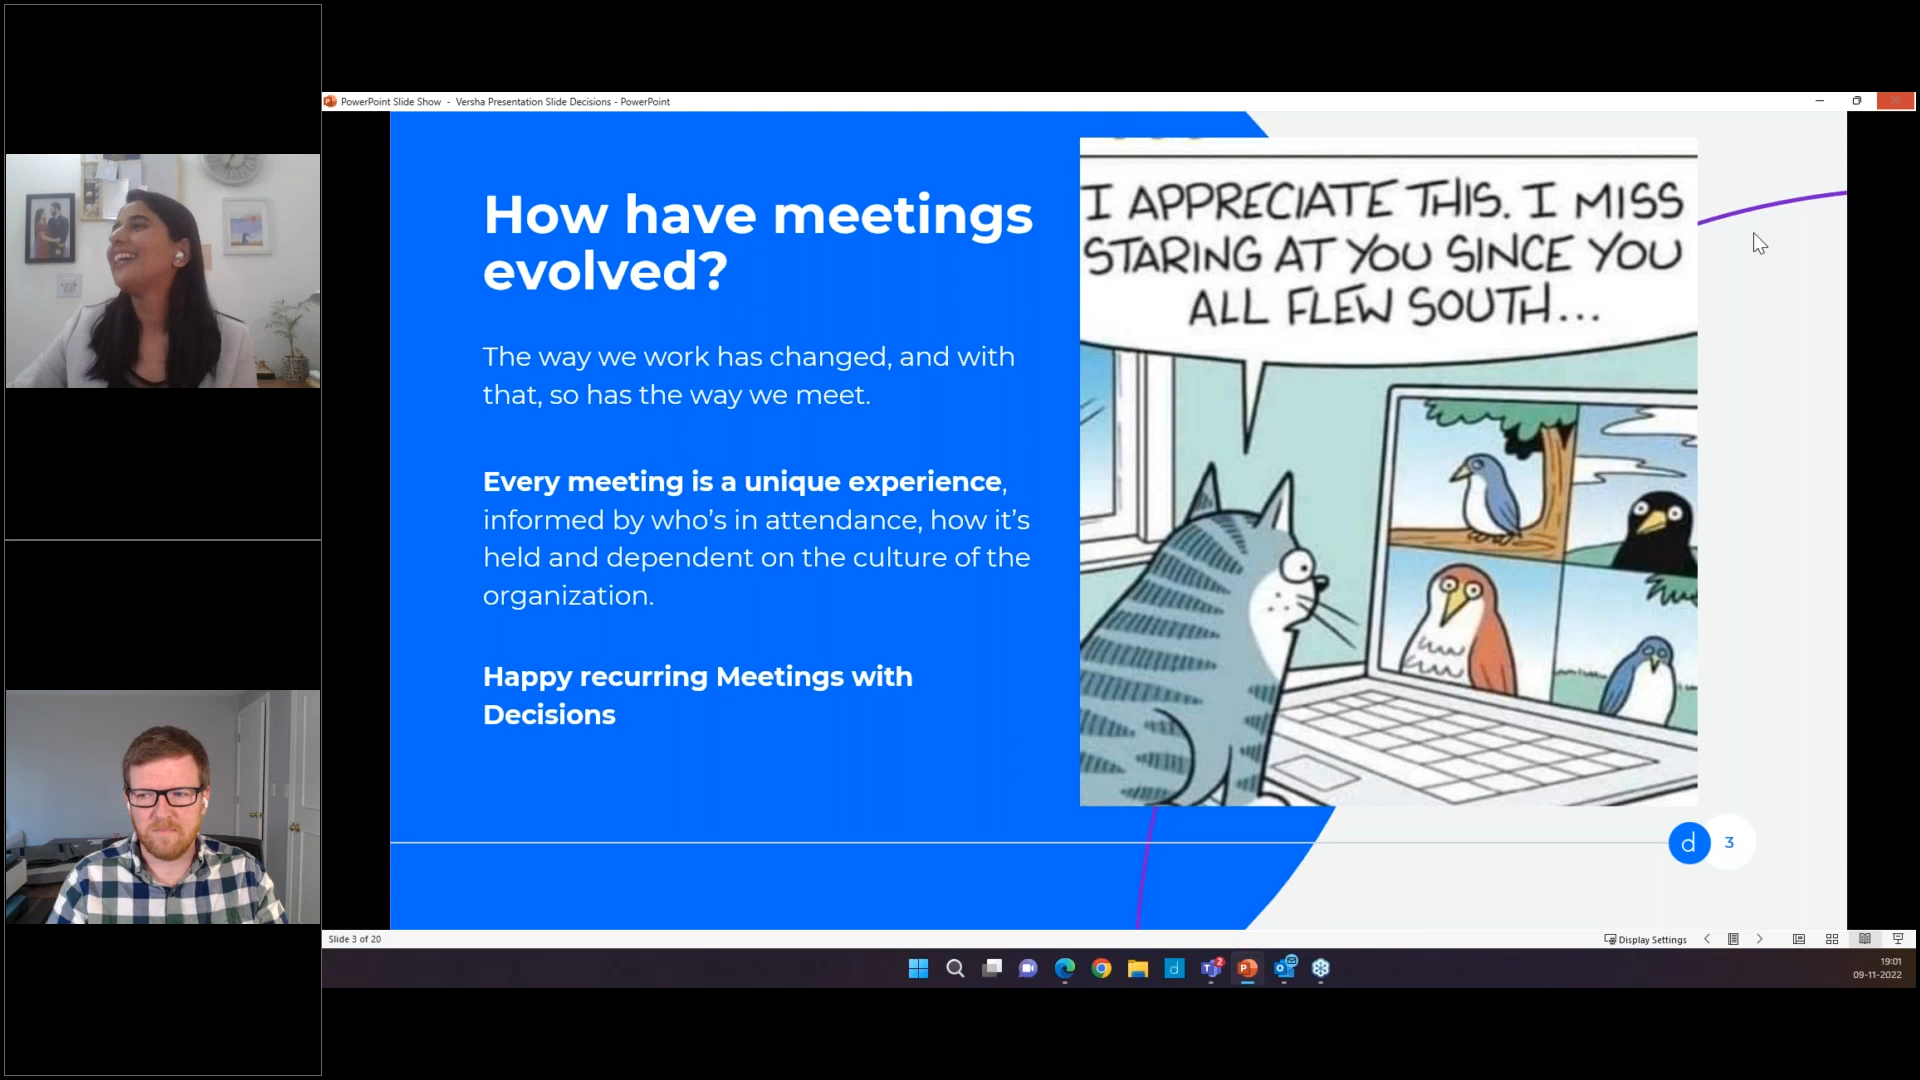 PowerPoint Slide Show - Versha Presentation Slide Decisions - PowerPoint
How have meetings
evolved?
The way we work has changed, and with
that, so has the way we meet.
Every meeting is a unique experience,
informed by who’s in attendance, how it’s
held and dependent on the culture of the
organization.
Happy recurring Meetings with
Decisions
I APPRECIATE THIS. I MISS
STARING AT YOU SINCE YOU
ALL FLEW SOUTH...
d 3
Slide 3 of 20
Display Settings
19:01
09-11-2022